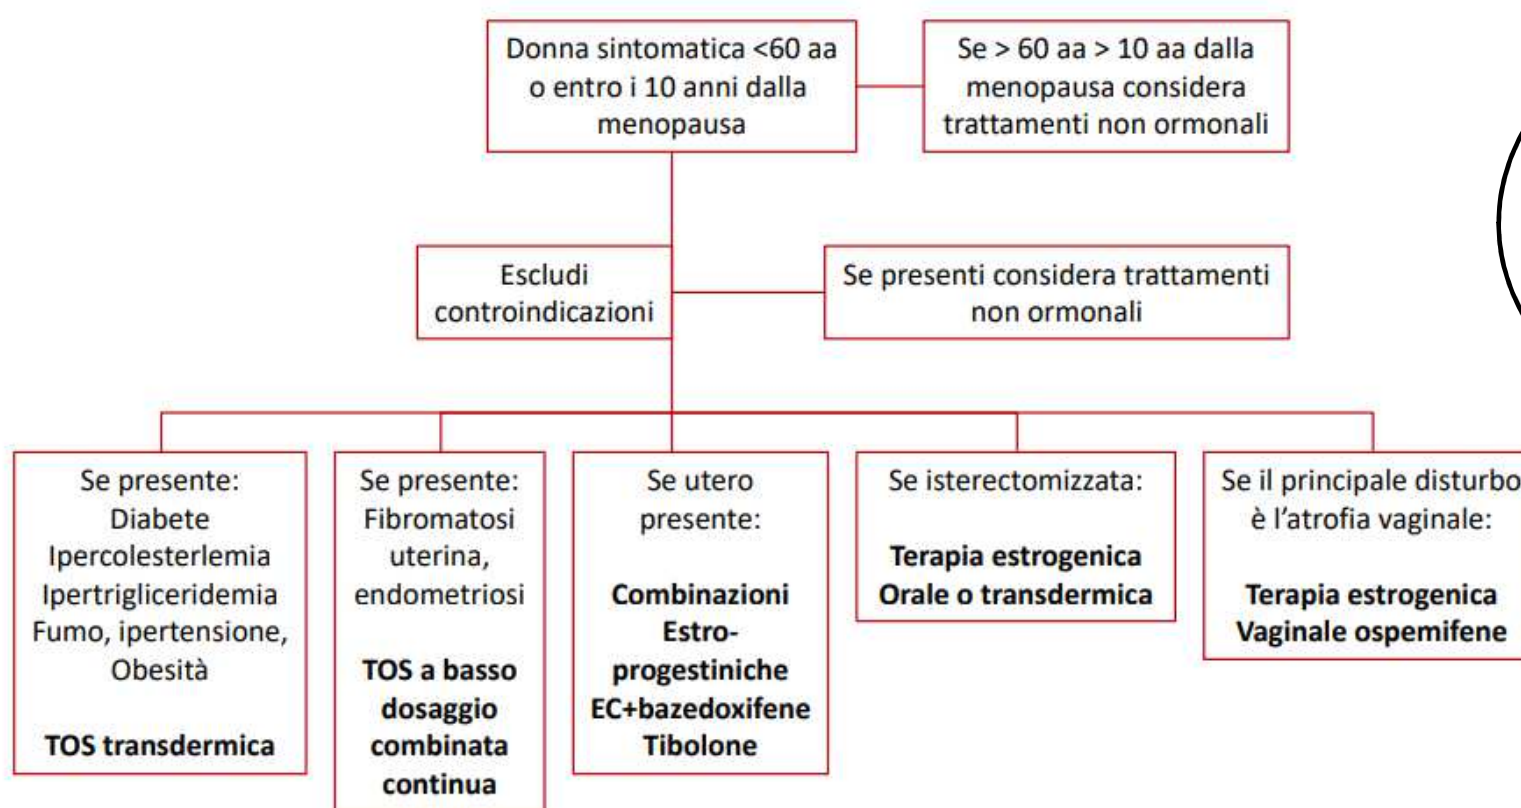 Donna sintomatica <60 aa
o entro i 10 anni dalla
menopausa
Se > 60 aa > 10 aa dalla
menopausa considera
trattamenti non ormonali
Escludi
controindicazioni
Se presenti considera trattamenti
non ormonali
Se presente:
Diabete
Ipercolesterlemia
Ipertrigliceridemia
Fumo, ipertensione,
Obesità
TOS transdermica
Se presente:
Fibromatosi
uterina,
endometriosi
TOS a basso
dosaggio
combinata
continua
Se utero
presente:
Combinazioni
Estro-
progestiniche
EC+bazedoxifene
Tibolone
Se isterectomizzata:
Terapia estrogenica
Orale o transdermica
Se il principale disturbo
è l’atrofia vaginale:
Terapia estrogenica
Vaginale ospemifene